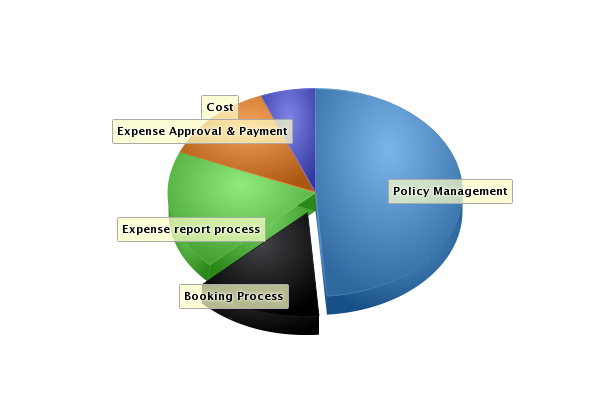 Cost
Expense Approval & Payment
Policy Management
Expense report process
Booking Process